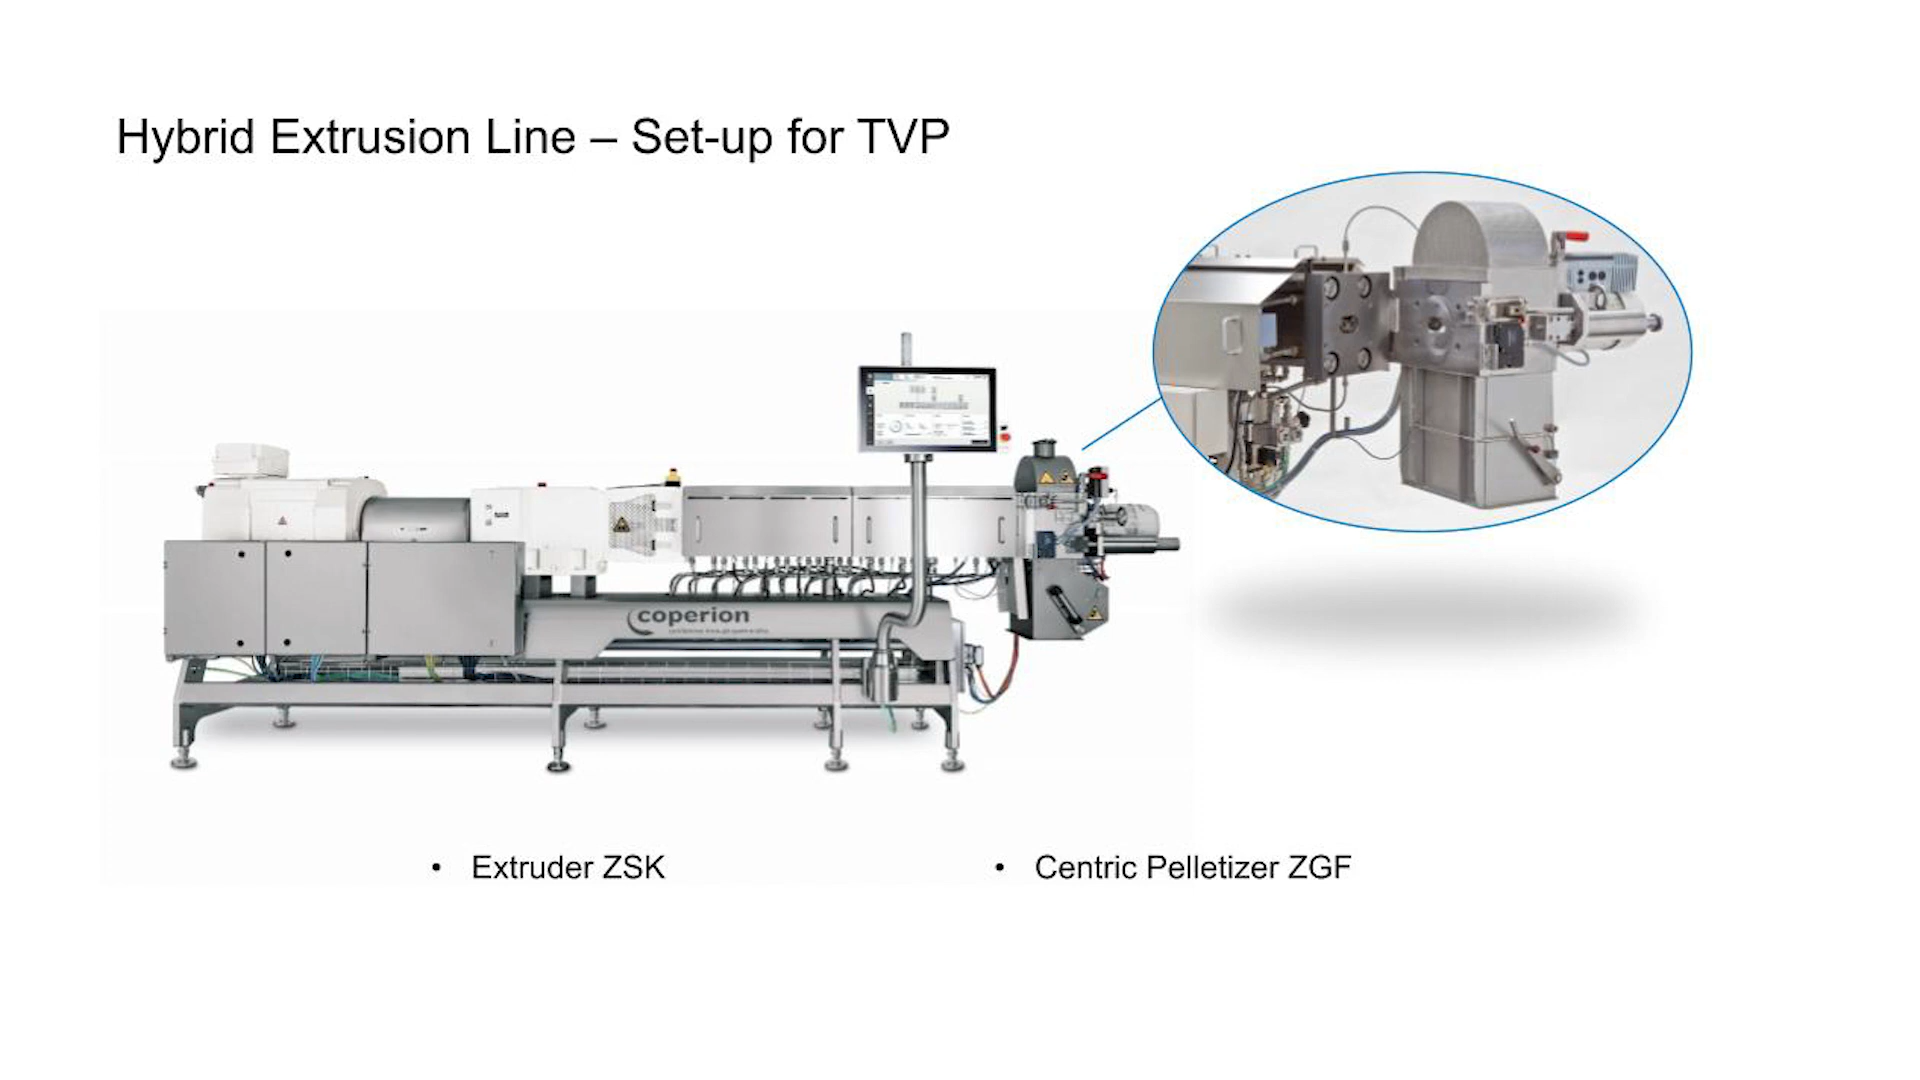 Hybrid Extrusion Line – Set-up for TVP
coperion
• Extruder ZSK
• Centric Pelletizer ZGF